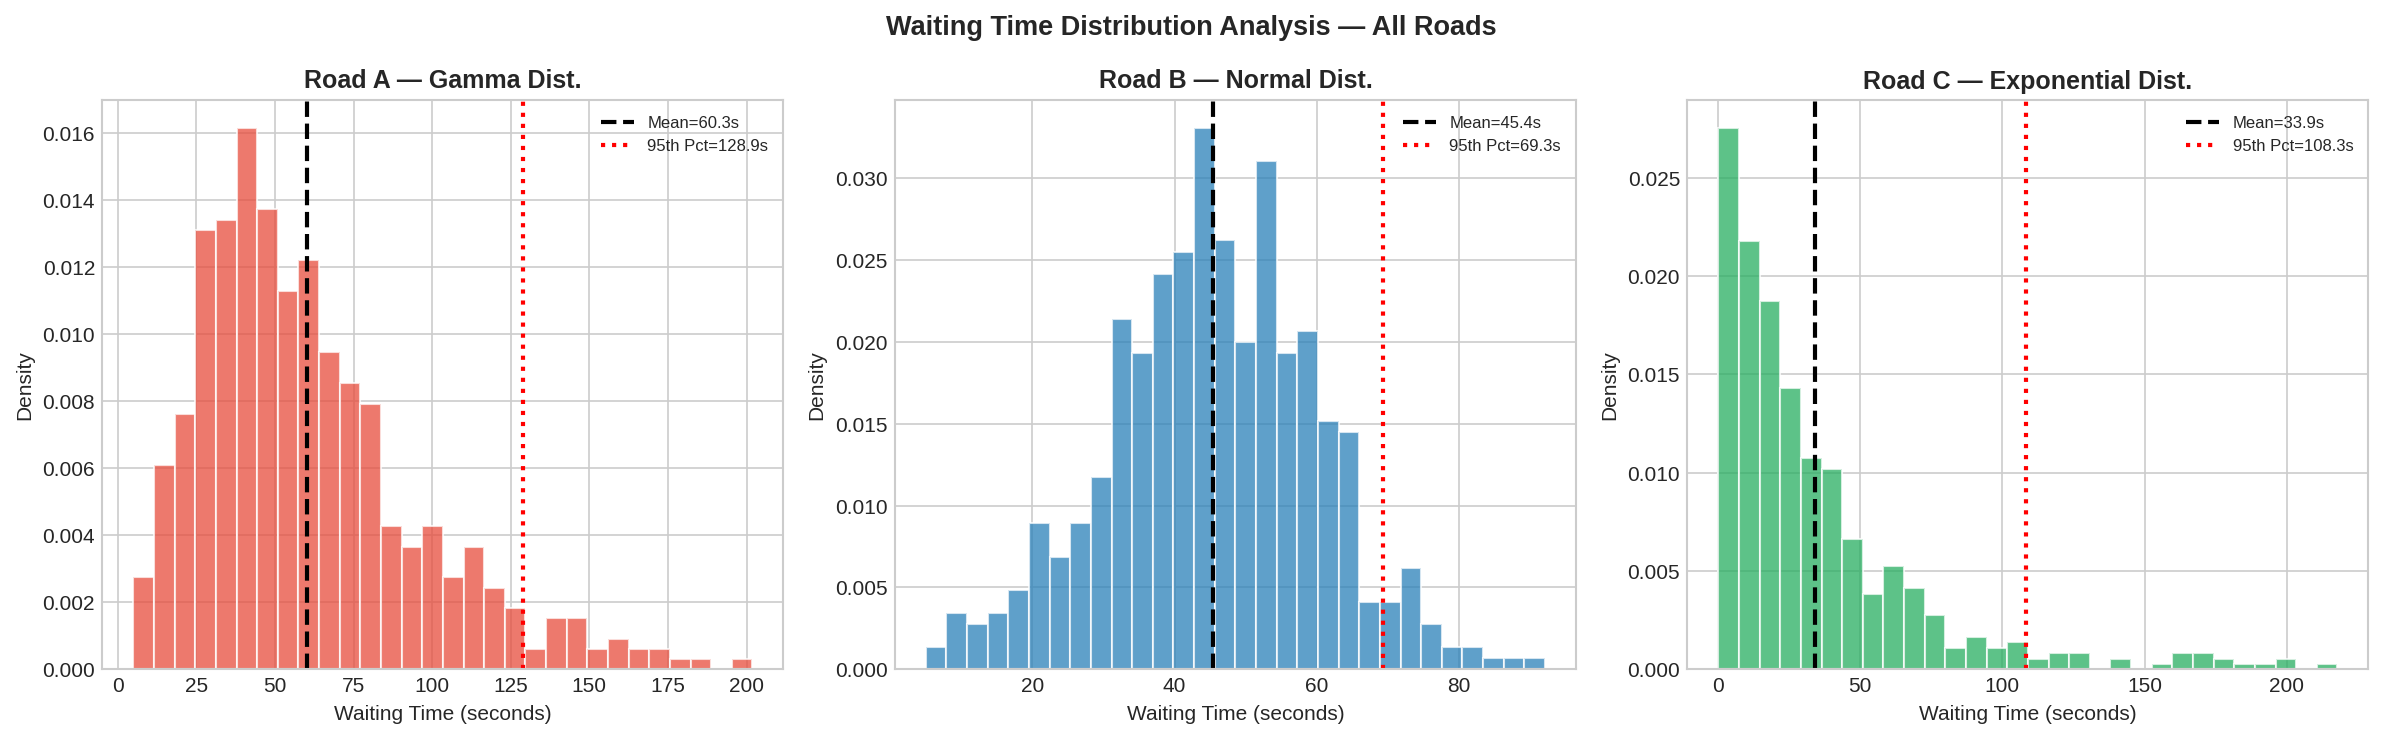 Waiting Time Distribution Analysis — All Roads
Road A — Gamma Dist.
Mean=60.3s
95th Pct=128.9s
Density
0.016
0.014
0.012
0.010
0.008
0.006
0.004
0.002
0.000
0 25 50 75 100 125 150 175 200
Waiting Time (seconds)
Road B — Normal Dist.
Mean=45.4s
95th Pct=69.3s
Density
0.030
0.025
0.020
0.015
0.010
0.005
0.000
20 40 60 80
Waiting Time (seconds)
Road C — Exponential Dist.
Mean=33.9s
95th Pct=108.3s
Density
0.025
0.020
0.015
0.010
0.005
0.000
0 50 100 150 200
Waiting Time (seconds)